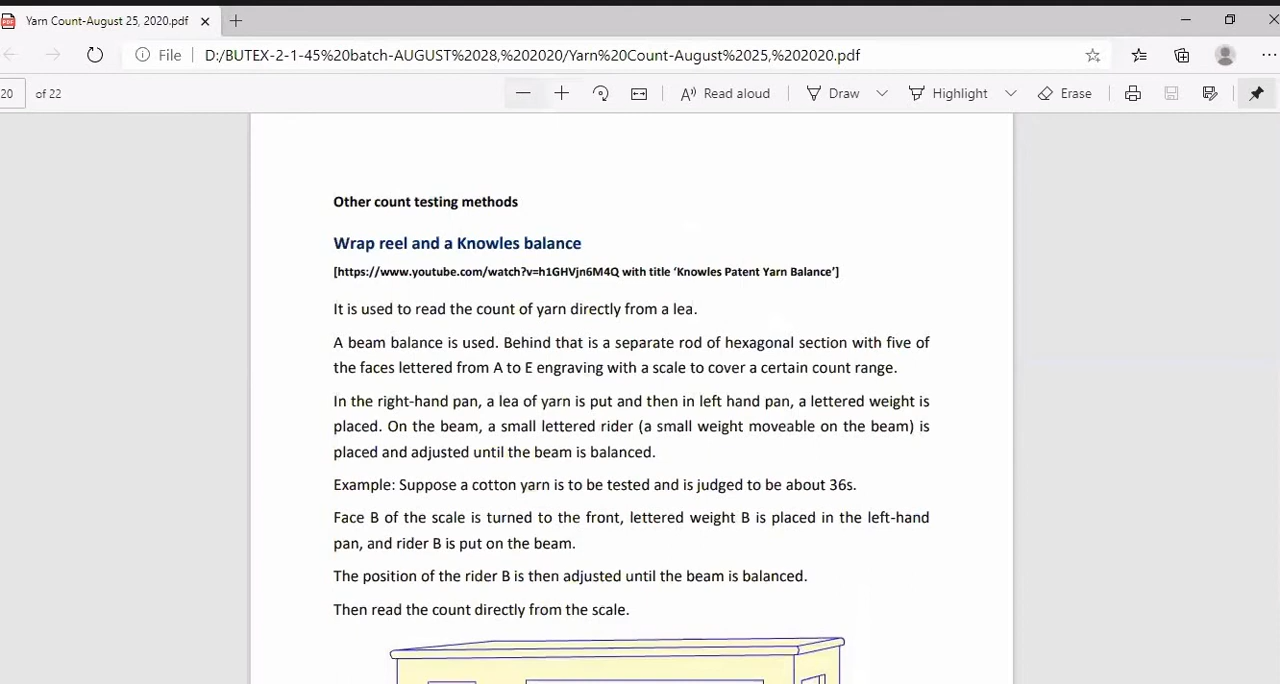 Yarn Count-August 25, 2020.pdf
File D:/BUTEX-2-1-45%20batch-AUGUST%2028,%202020/Yarn%20Count-August%2025,%202020.pdf
20 of 22 Read aloud Draw Highlight Erase
Other count testing methods
Wrap reel and a Knowles balance
[https://www.youtube.com/watch?v=h1GHVjn6M4Q with title ‘Knowles Patent Yarn Balance’]
It is used to read the count of yarn directly from a lea.
A beam balance is used. Behind that is a separate rod of hexagonal section with five of
the faces lettered from A to E engraving with a scale to cover a certain count range.
In the right-hand pan, a lea of yarn is put and then in left hand pan, a lettered weight is
placed. On the beam, a small lettered rider (a small weight moveable on the beam) is
placed and adjusted until the beam is balanced.
Example: Suppose a cotton yarn is to be tested and is judged to be about 36s.
Face B of the scale is turned to the front, lettered weight B is placed in the left-hand
pan, and rider B is put on the beam.
The position of the rider B is then adjusted until the beam is balanced.
Then read the count directly from the scale.